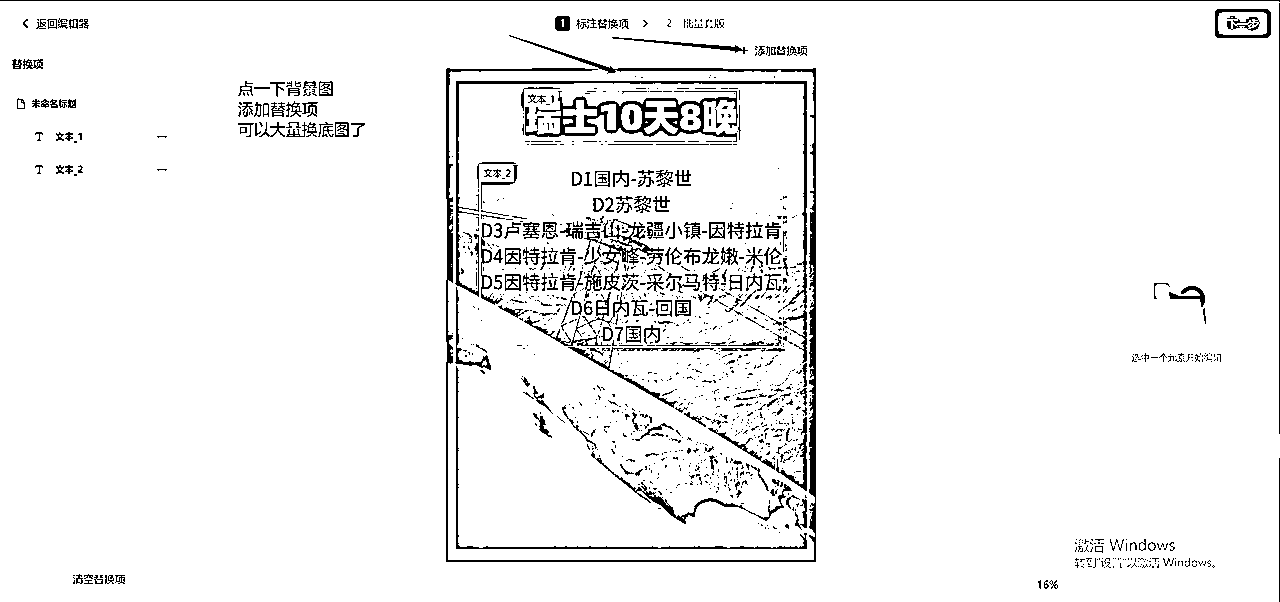 返回编辑器
1 标注替换项
2 批量套版
下一步
+ 添加替换项
替换项
未命名标题
T 文本_1
T 文本_2
点一下背景图
添加替换项
可以大量换底图了
文本_1
瑞士10天8晚
文本_2
D1国内-苏黎世
D2苏黎世
D3卢塞恩-瑞吉山-龙疆小镇-因特拉肯
D4因特拉肯-少女峰-劳伦布龙嫩-米伦
D5因特拉肯-施皮茨-采尔马特-日内瓦
D6日内瓦-回国
D7国内
选中一个元素开始编辑
激活 Windows
转到"设置"以激活 Windows。
清空替换项
16%